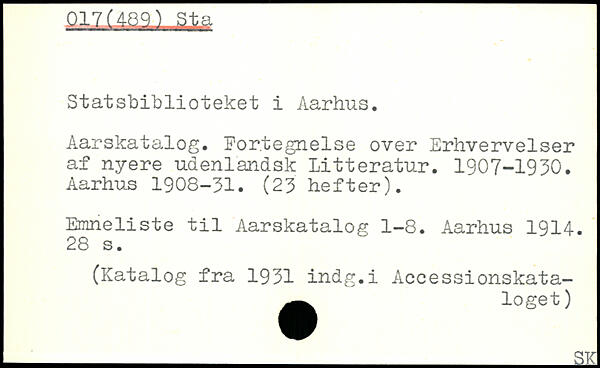 017(489) Sta
Statsbiblioteket i Aarhus.
Aarskatalog. Fortegnelse over Erhvervelser
af nyere udenlandsk Litteratur. 1907-1930.
Aarhus 1908-31. (23 hefter).
Emneliste til Aarskatalog 1-8. Aarhus 1914.
28 s.
(Katalog fra 1931 indg.i Accessionskata-
loget)
SK